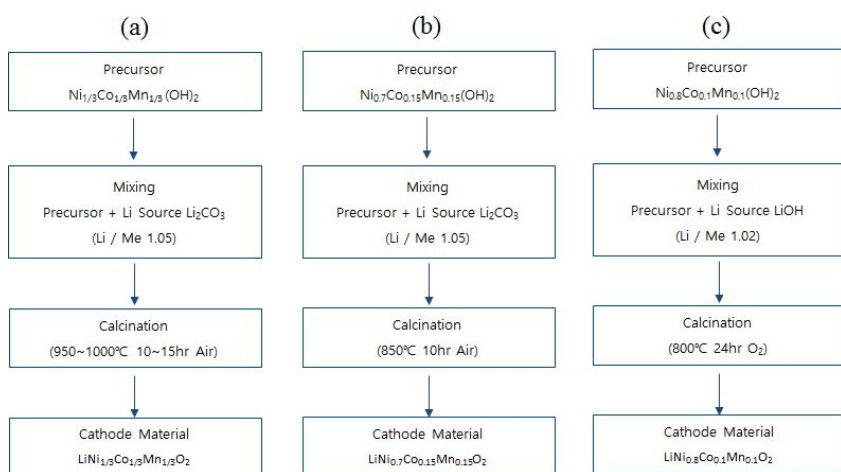 (a)
Precursor
Ni₁/₃Co₁/₃Mn₁/₃(OH)₂
Mixing
Precursor + Li Source Li₂CO₃
(Li / Me 1.05)
Calcination
(950~1000℃ 10~15hr Air)
Cathode Material
LiNi₁/₃Co₁/₃Mn₁/₃O₂
(b)
Precursor
Ni₀.₇Co₀.₁₅Mn₀.₁₅(OH)₂
Mixing
Precursor + Li Source Li₂CO₃
(Li / Me 1.05)
Calcination
(850℃ 10hr Air)
Cathode Material
LiNi₀.₇Co₀.₁₅Mn₀.₁₅O₂
(c)
Precursor
Ni₀.₈Co₀.₁Mn₀.₁(OH)₂
Mixing
Precursor + Li Source LiOH
(Li / Me 1.02)
Calcination
(800℃ 24hr O₂)
Cathode Material
LiNi₀.₈Co₀.₁Mn₀.₁O₂